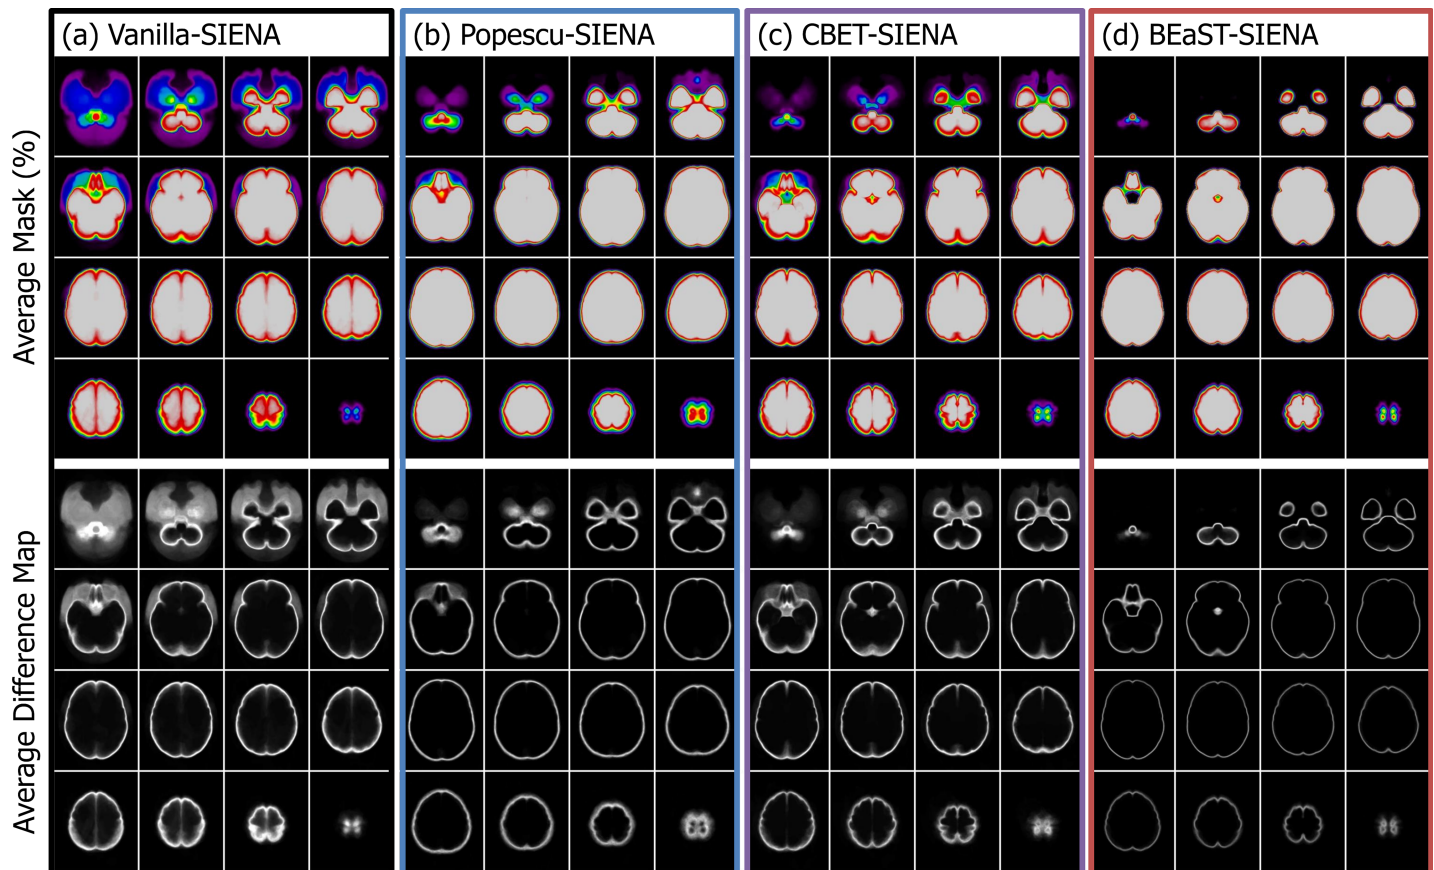 (a) Vanilla-SIENA
(b) Popescu-SIENA
(c) CBET-SIENA
(d) BEaST-SIENA
Average Mask (%)
Average Difference Map